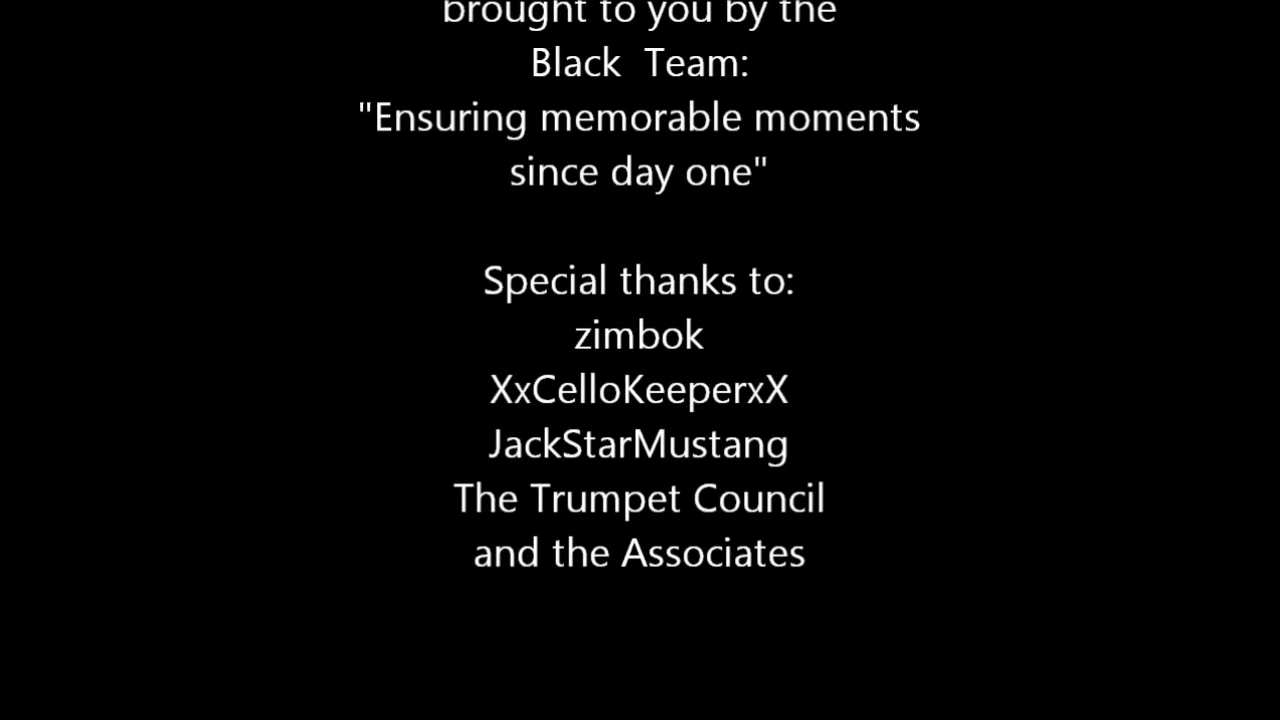 brought to you by the
Black  Team:
"Ensuring memorable moments
since day one"
Special thanks to:
zimbok
XxCelloKeeperxX
JackStarMustang
The Trumpet Council
and the Associates